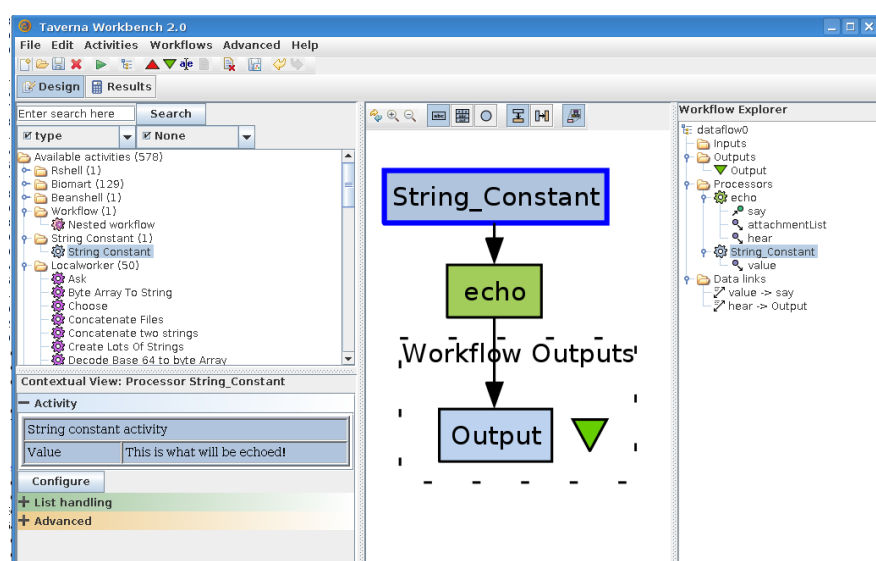 Taverna Workbench 2.0
File Edit Activities Workflows Advanced Help
Design Results
Enter search here Search
type None
Available activities (578)
Rshell (1)
Biomart (129)
Beanshell (1)
Workflow (1)
Nested workflow
String Constant (1)
String Constant
Localworker (50)
Ask
Byte Array To String
Choose
Concatenate Files
Concatenate two strings
Create Lots Of Strings
Decode Base 64 to byte Array
Contextual View: Processor String_Constant
Activity
String constant activity
Value This is what will be echoed!
Configure
List handling
Advanced
abc
String_Constant
echo
Workflow Outputs
Output
Workflow Explorer
dataflow0
Inputs
Outputs
Output
Processors
echo
say
attachmentList
hear
String_Constant
value
Data links
value -> say
hear -> Output